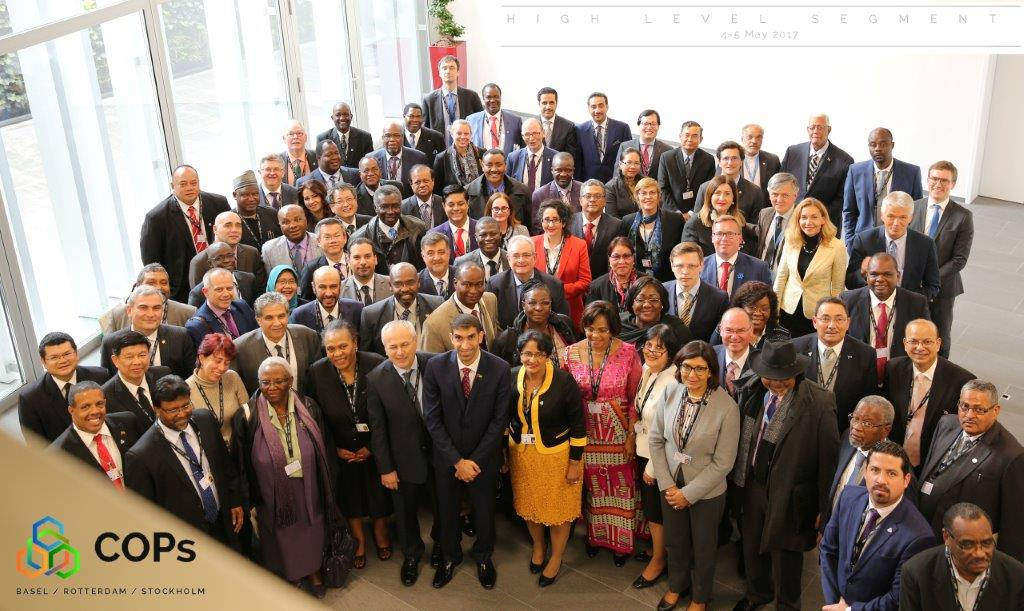 HIGH LEVEL SEGMENT
4-5 May 2017
COPs
BASEL / ROTTERDAM / STOCKHOLM